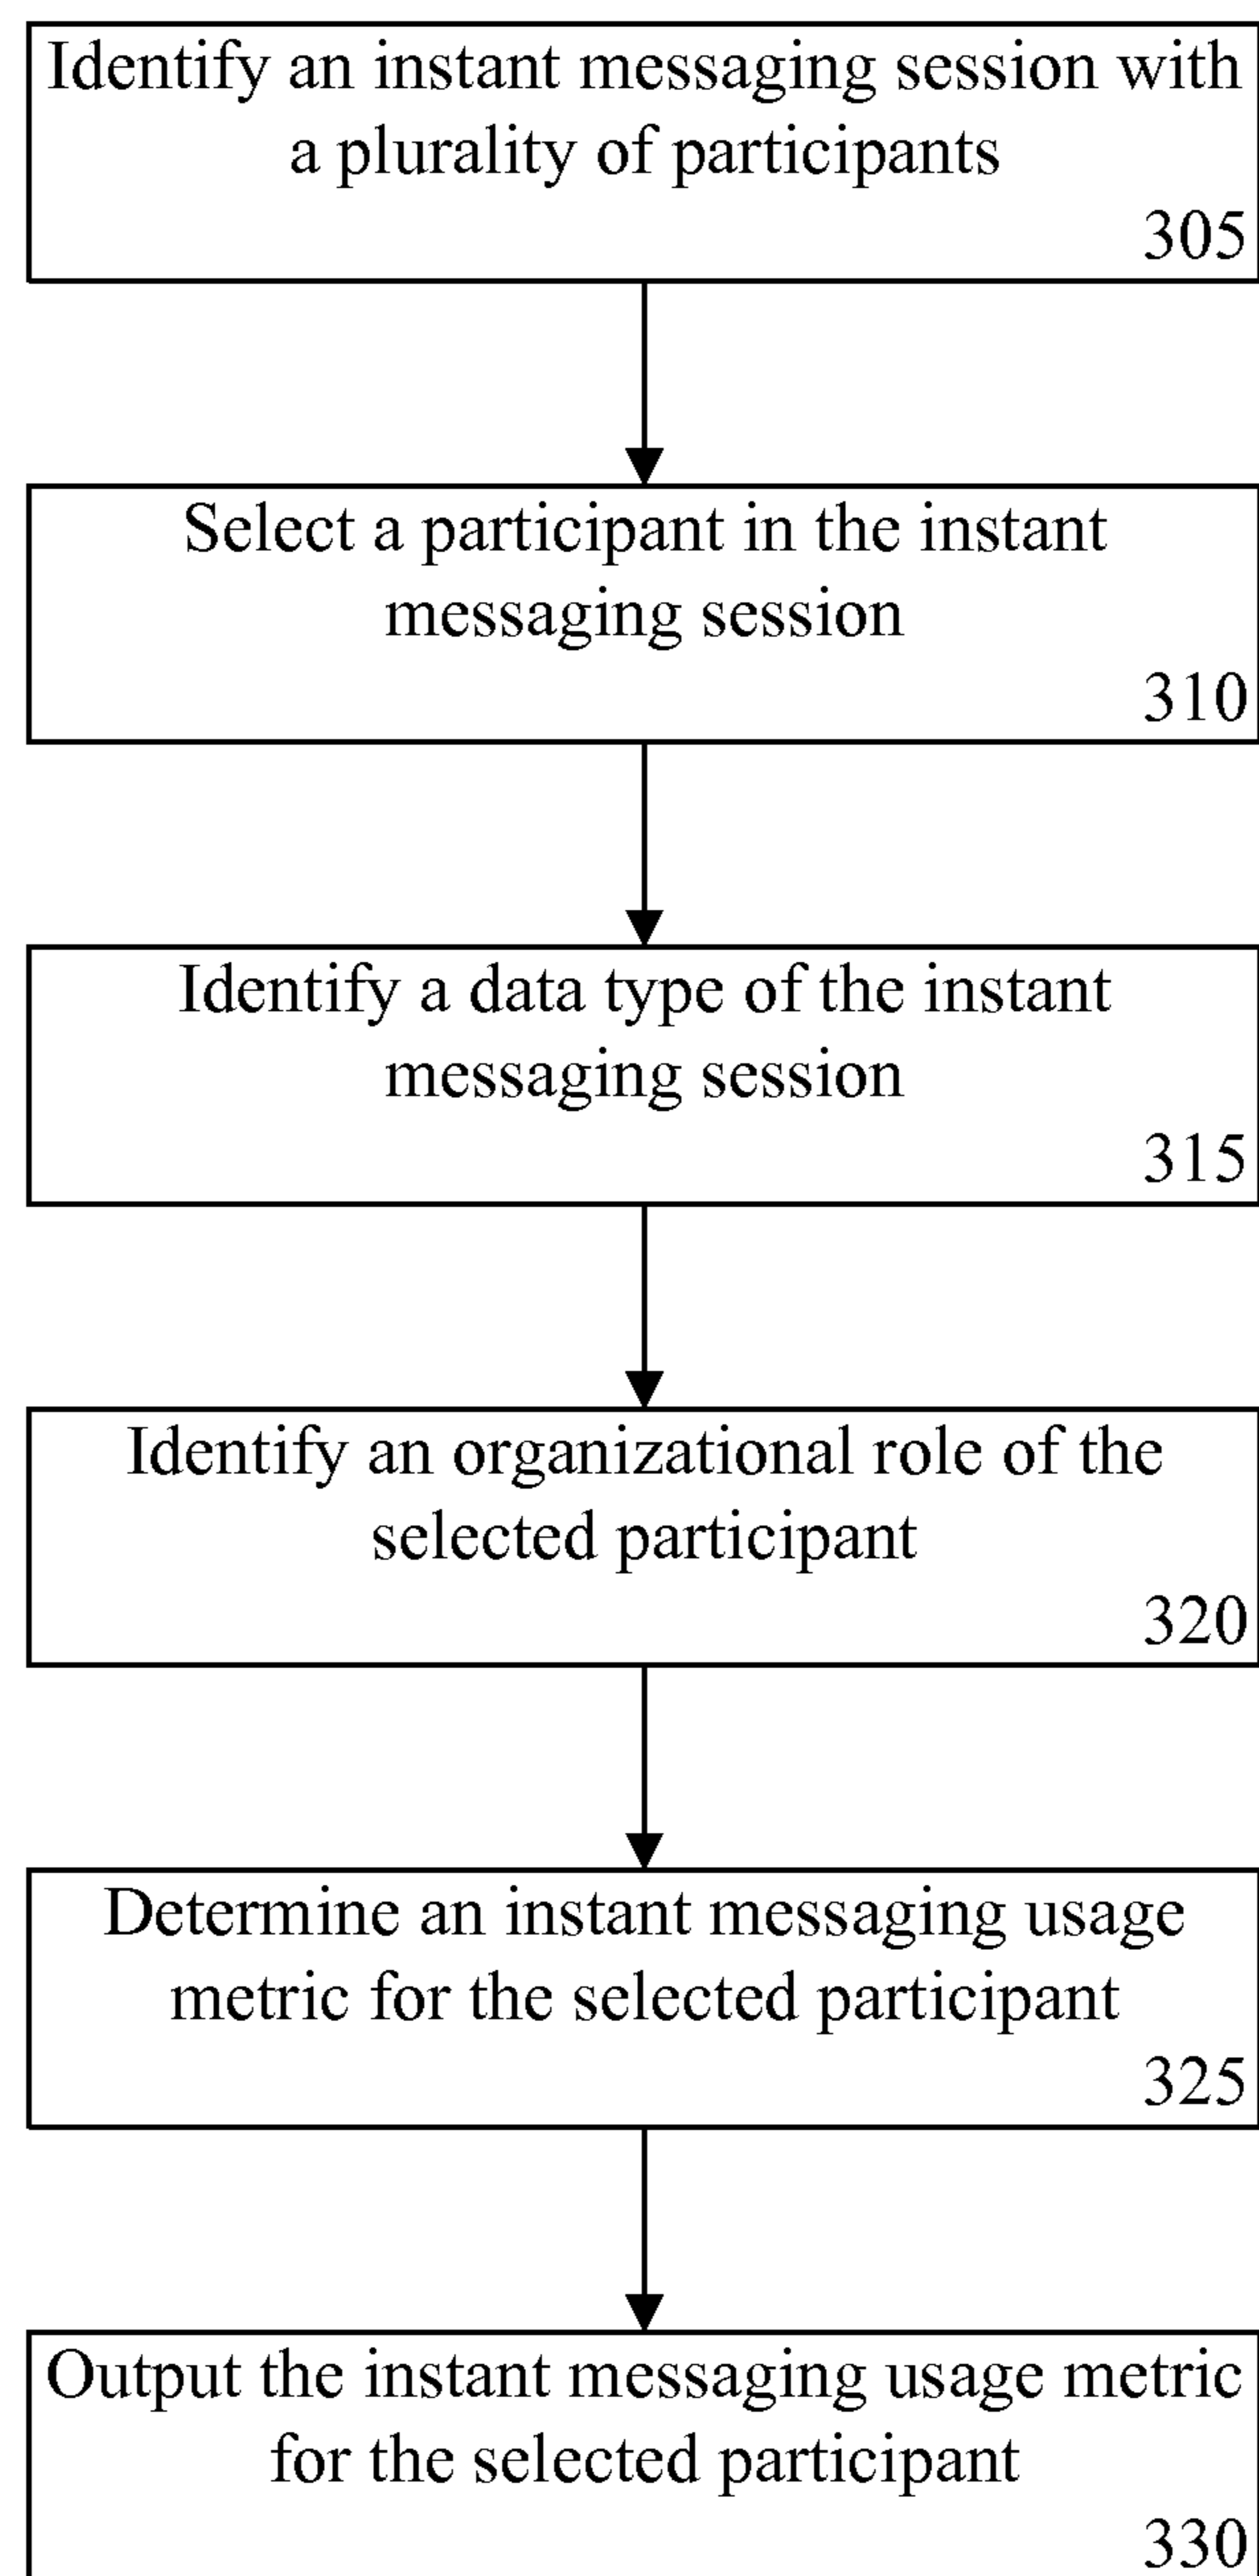 Identify an instant messaging session with
a plurality of participants
305
Select a participant in the instant
messaging session
310
Identify a data type of the instant
messaging session
315
Identify an organizational role of the
selected participant
320
Determine an instant messaging usage
metric for the selected participant
325
Output the instant messaging usage metric
for the selected participant
330